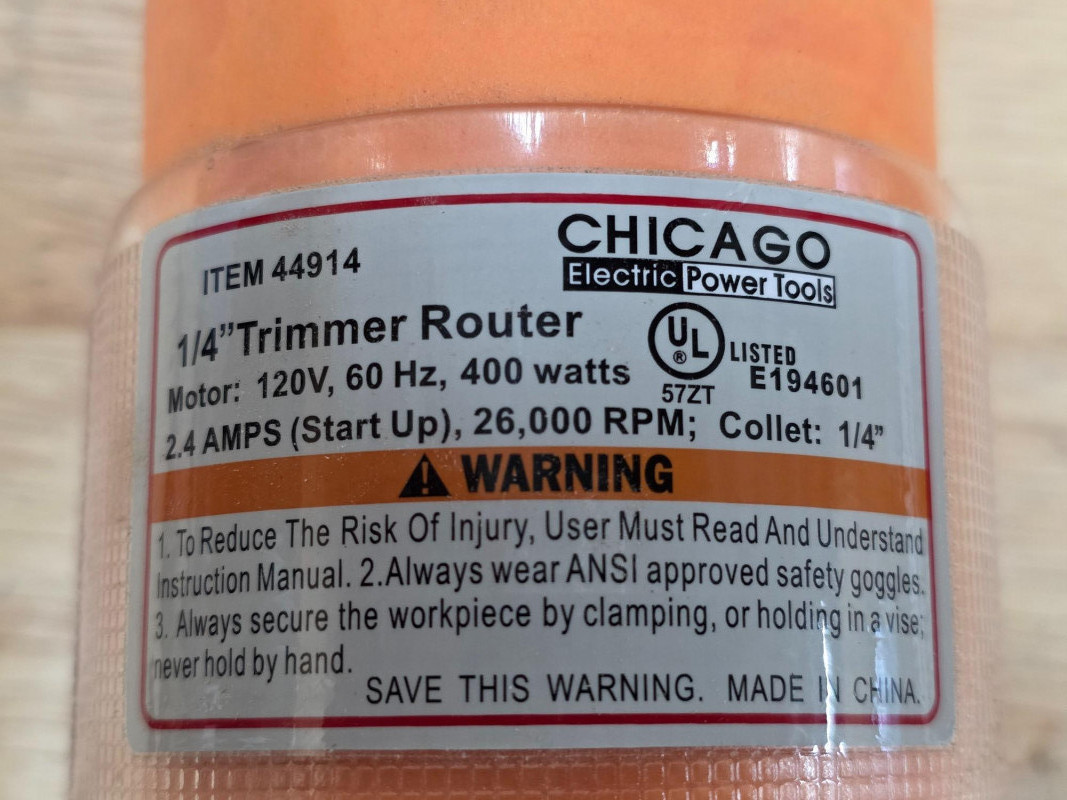 ITEM 44914
CHICAGO
Electric Power Tools
1/4” Trimmer Router
UL ® LISTED
57ZT E194601
Motor: 120V, 60 Hz, 400 watts
2.4 AMPS (Start Up), 26,000 RPM; Collet: 1/4”
WARNING
1. To Reduce The Risk Of Injury, User Must Read And Understand
Instruction Manual. 2.Always wear ANSI approved safety goggles.
3. Always secure the workpiece by clamping, or holding in a vise;
never hold by hand.
SAVE THIS WARNING. MADE IN CHINA.